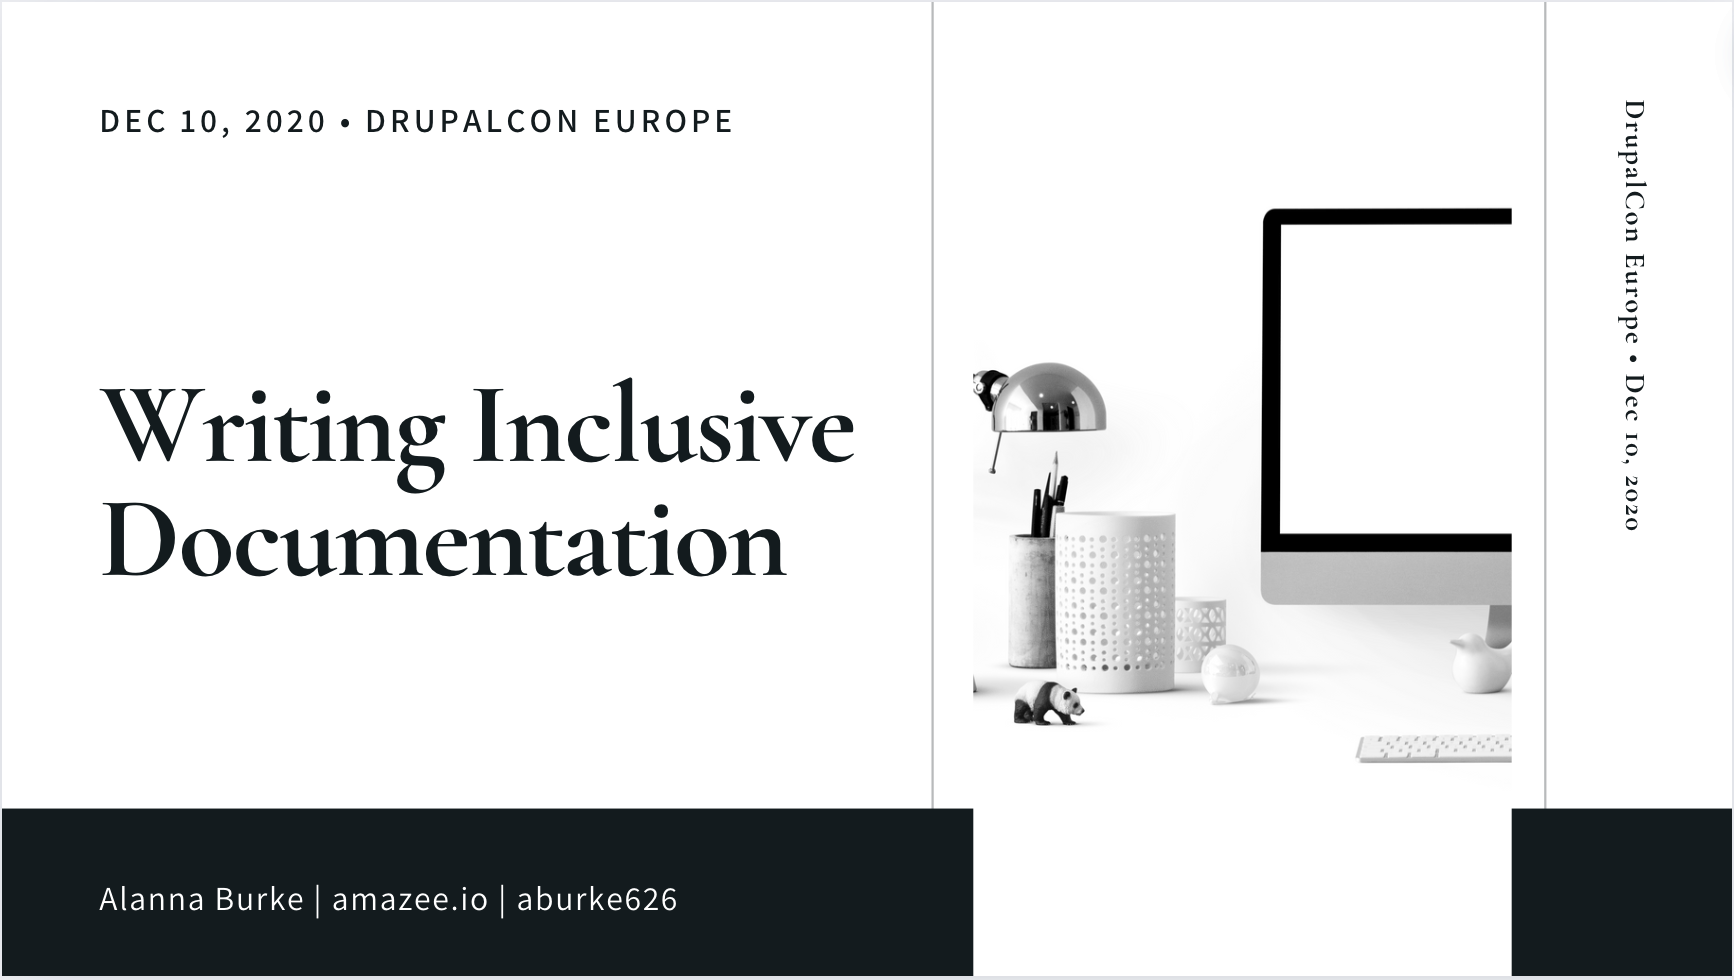 DEC 10, 2020 • DRUPALCON EUROPE
Writing Inclusive
Documentation
Alanna Burke | amazee.io | aburke626
DrupalCon Europe • Dec 10, 2020